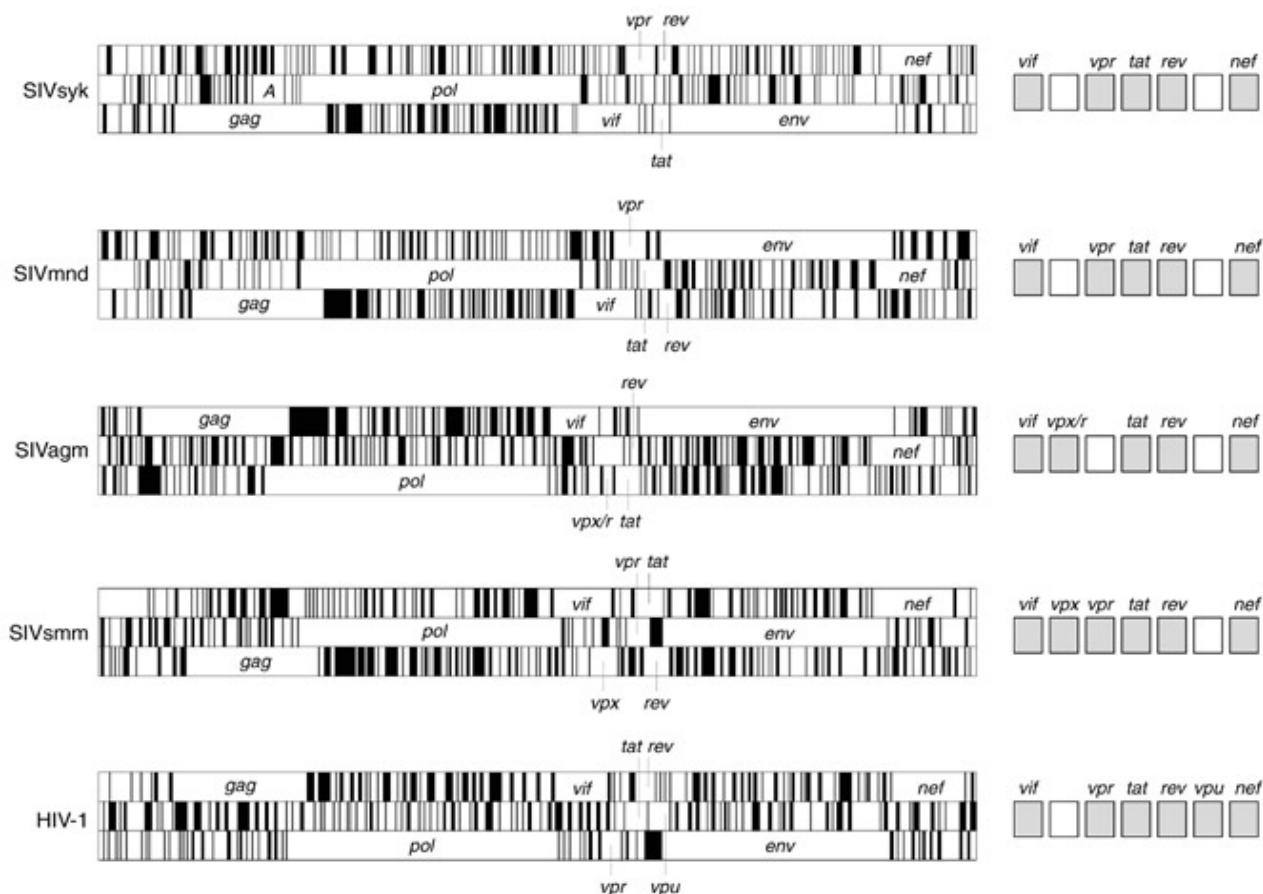 vpr rev
nef
vif vpr tat rev nef
SIVsyk A pol
gag vif env
tat
vpr
env
vif vpr tat rev nef
SIVmnd pol nef
gag vif
tat rev
rev
gag vif env
vif vpx/r tat rev nef
SIVagm nef
pol
vpx/r tat
vpr tat
vif nef
vif vpx vpr tat rev nef
SIVsmm pol env
gag
vpx rev
tat rev
gag vif nef
vif vpr tat rev vpu nef
HIV-1
pol env
vpr vpu